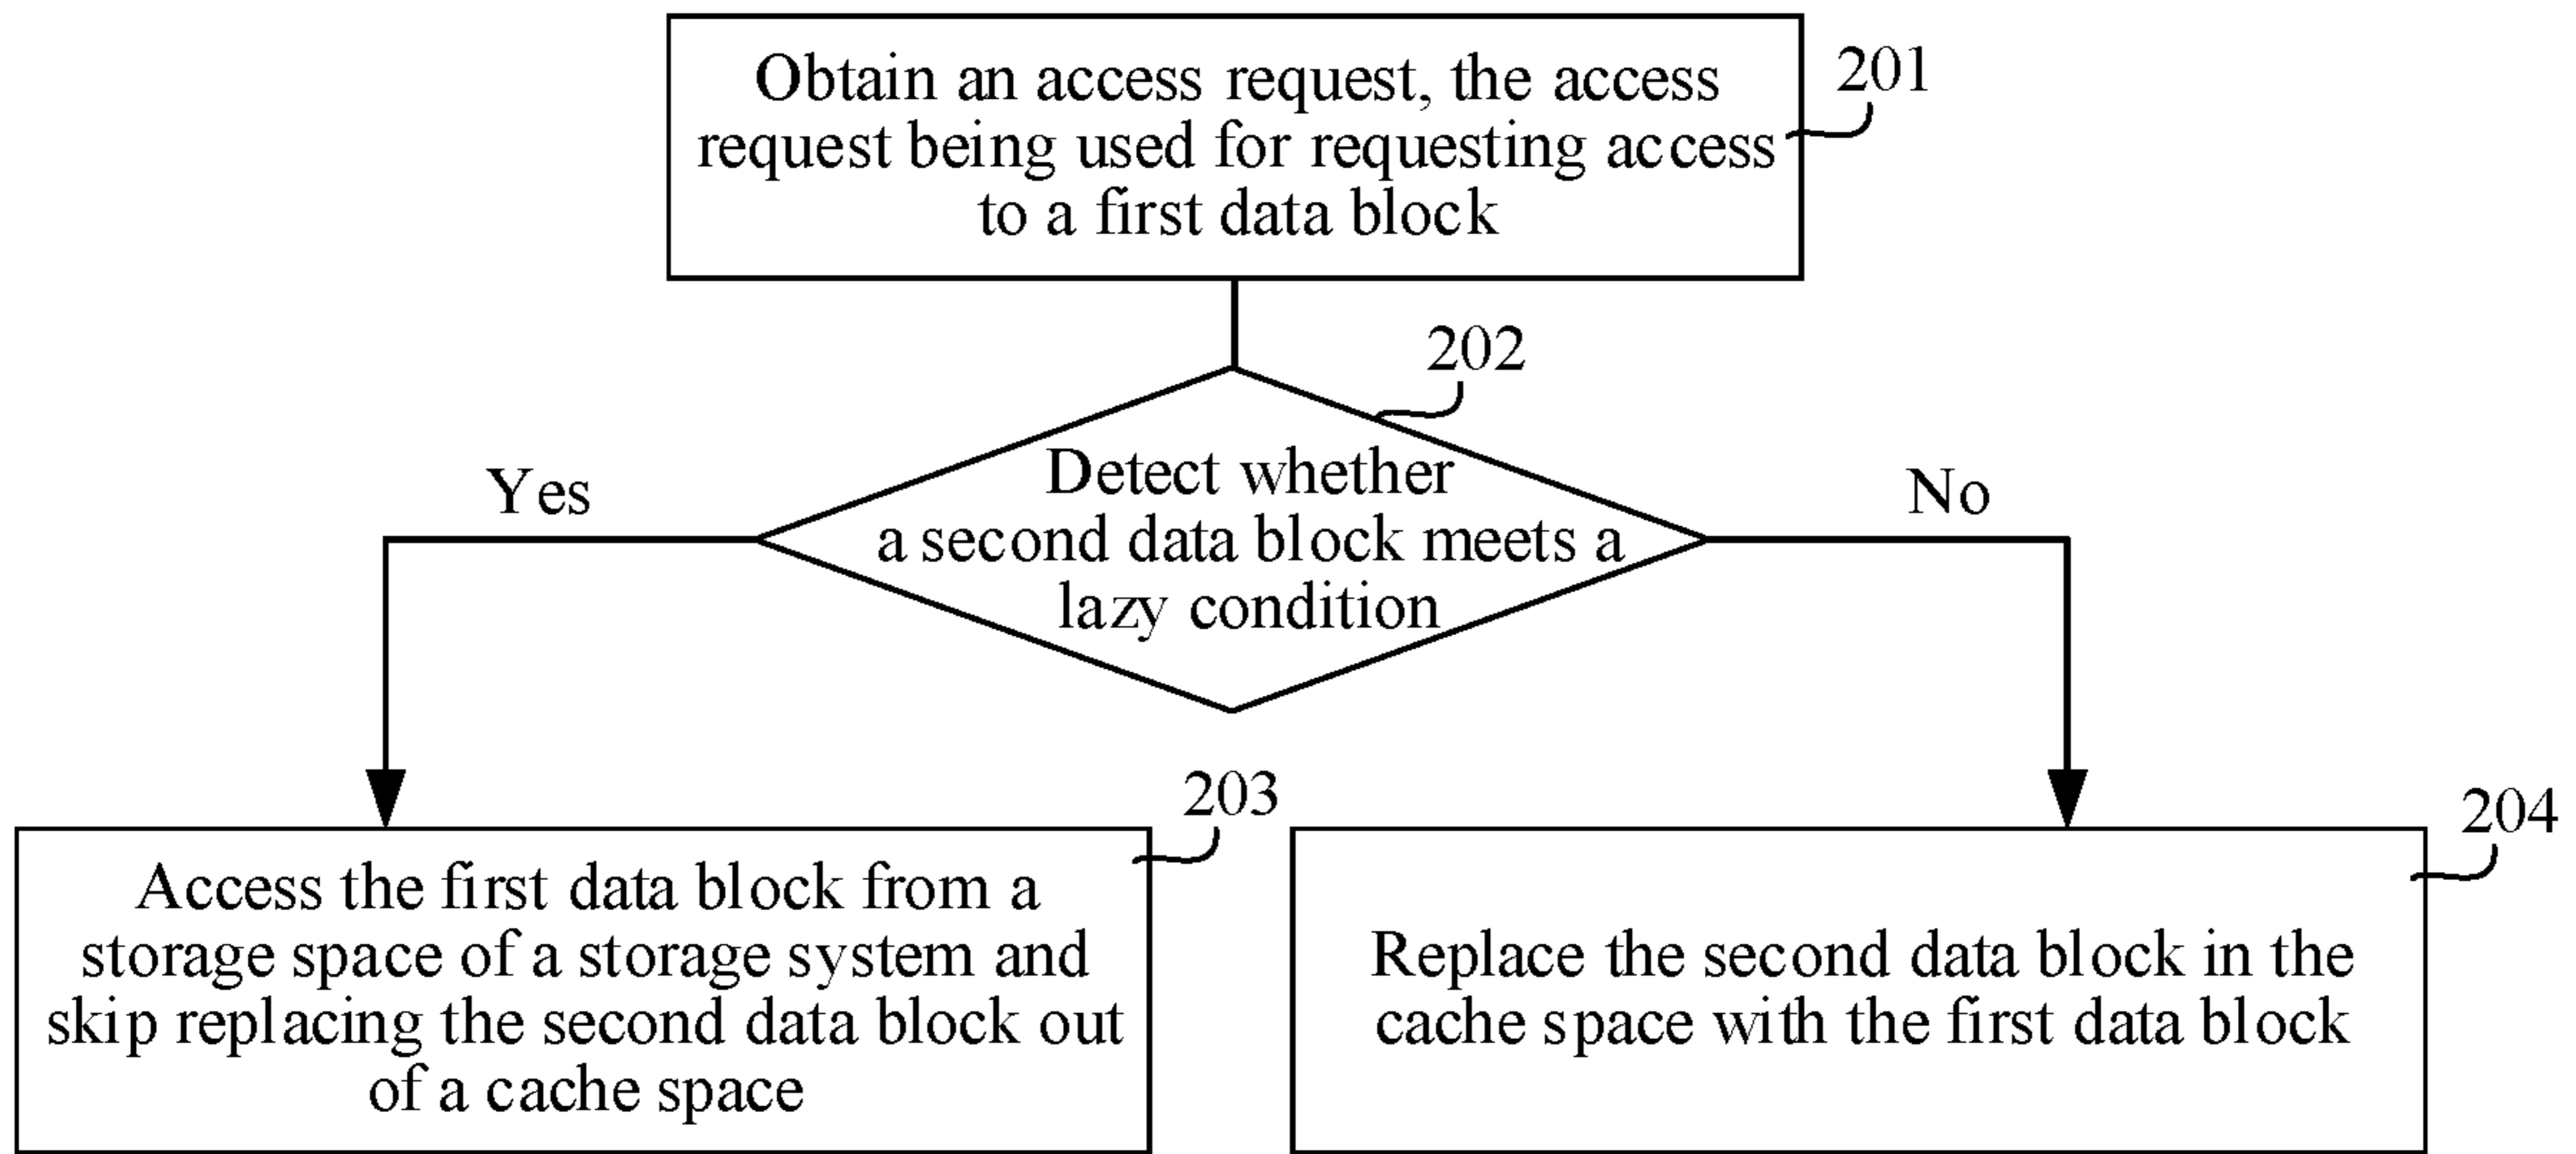 Obtain an access request, the access
request being used for requesting access
to a first data block
201
202
Detect whether
a second data block meets a
lazy condition
Yes
No
203
Access the first data block from a
storage space of a storage system and
skip replacing the second data block out
of a cache space
204
Replace the second data block in the
cache space with the first data block